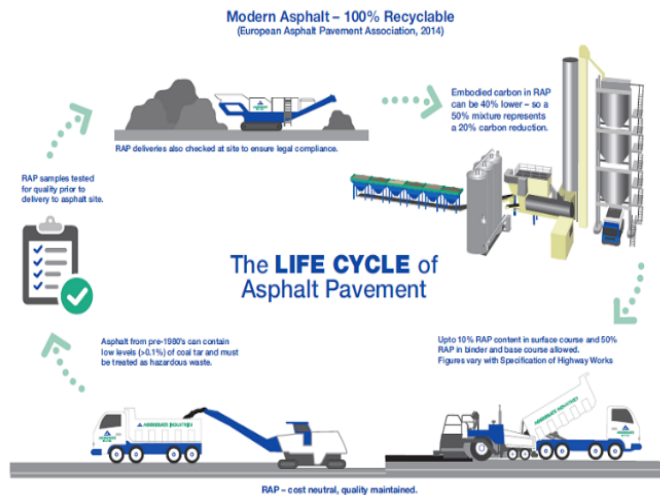 Modern Asphalt – 100% Recyclable
(European Asphalt Pavement Association, 2014)
Embodied carbon in RAP
can be 40% lower – so a
50% mixture represents
a 20% carbon reduction.
RAP deliveries also checked at site to ensure legal compliance.
RAP samples tested
for quality prior to
delivery to asphalt site.
The LIFE CYCLE of
Asphalt Pavement
Asphalt from pre-1980's can contain
low levels (>0.1%) of coal tar and must
be treated as hazardous waste.
Upto 10% RAP content in surface course and 50%
RAP in binder and base course allowed.
Figures vary with Specification of Highway Works
AGGREGATE INDUSTRIES
AGGREGATE INDUSTRIES
RAP – cost neutral, quality maintained.